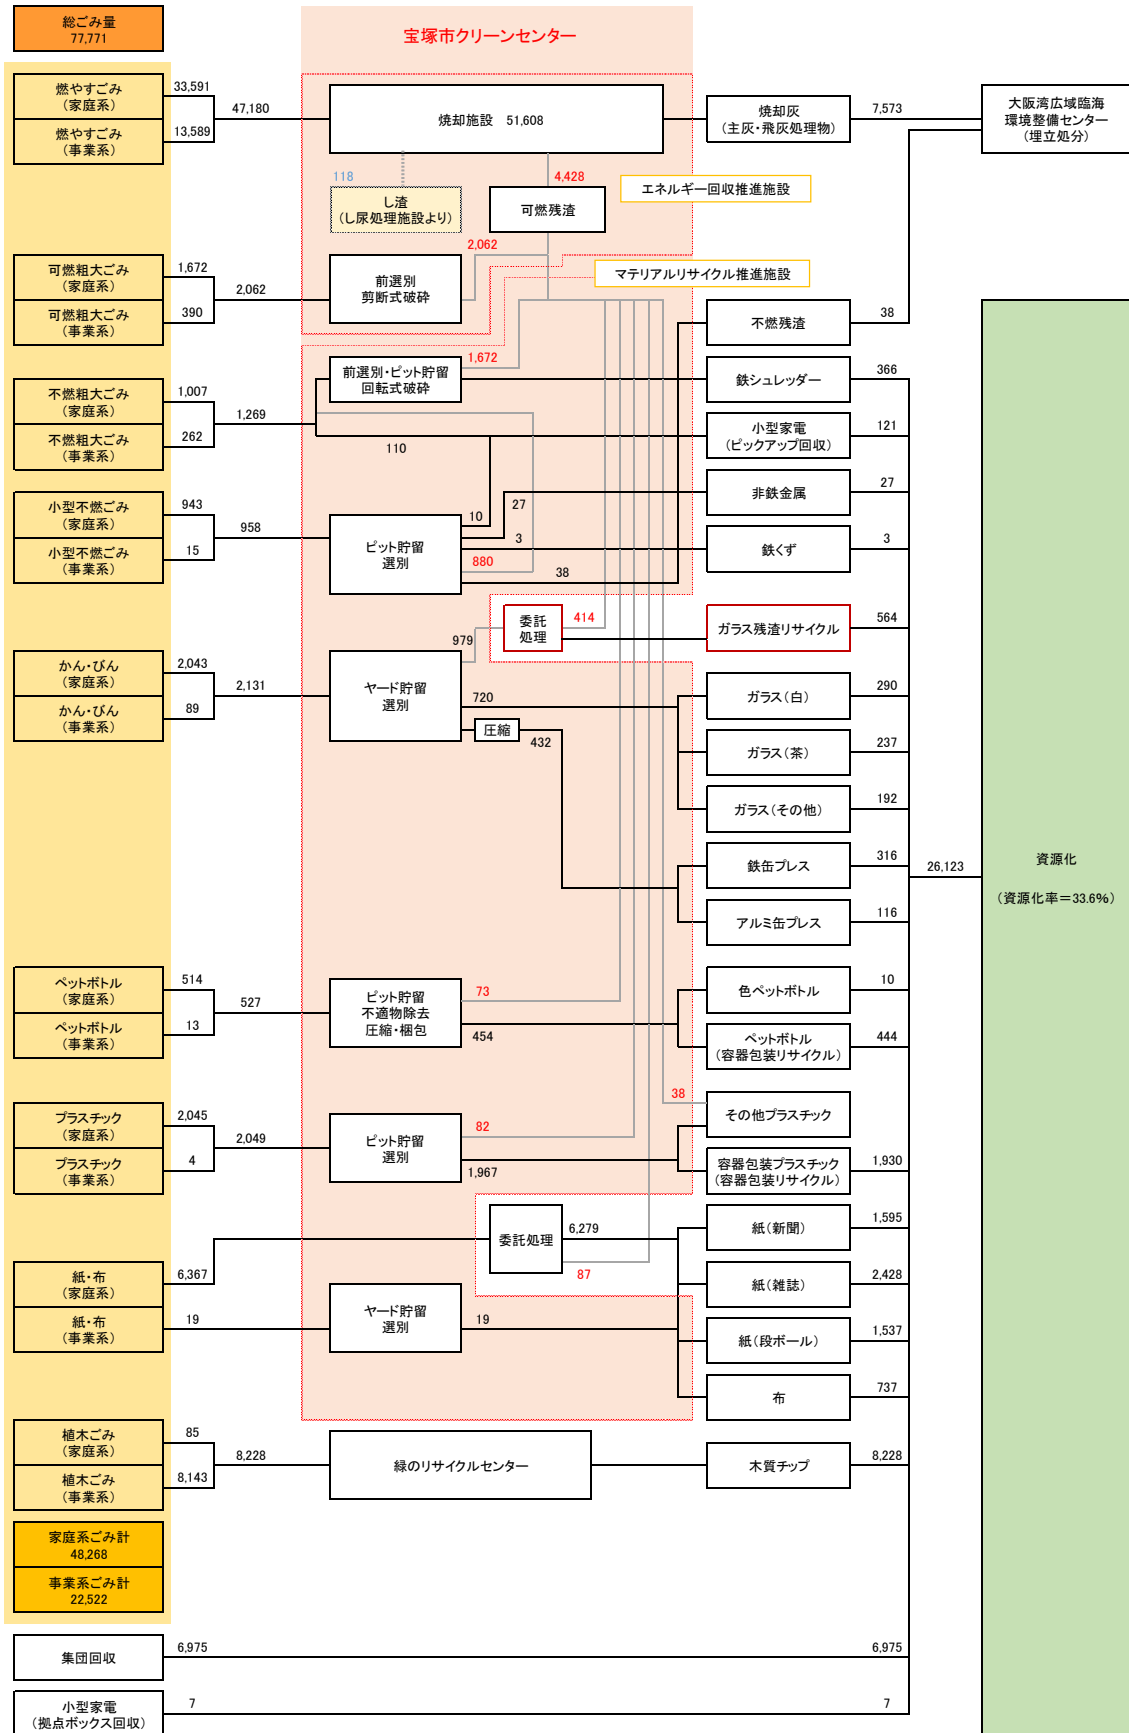 総ごみ量
77,771
宝塚市クリーンセンター
燃やすごみ
（家庭系）
33,591
燃やすごみ
（事業系）
13,589
47,180
焼却施設　51,608
焼却灰
（主灰・飛灰処理物）
7,573
大阪湾広域臨海
環境整備センター
（埋立処分）
118
し渣
（し尿処理施設より）
4,428
可燃残渣
エネルギー回収推進施設
2,062
マテリアルリサイクル推進施設
可燃粗大ごみ
（家庭系）
1,672
可燃粗大ごみ
（事業系）
390
2,062
前選別
剪断式破砕
不燃残渣
38
1,672
前選別・ピット貯留
回転式破砕
鉄シュレッダー
366
不燃粗大ごみ
（家庭系）
1,007
不燃粗大ごみ
（事業系）
262
1,269
110
小型家電
（ピックアップ回収）
121
小型不燃ごみ
（家庭系）
943
小型不燃ごみ
（事業系）
15
958
ピット貯留
選別
10
27
3
880
38
非鉄金属
27
鉄くず
3
委託
処理
414
ガラス残渣リサイクル
564
979
かん・びん
（家庭系）
2,043
かん・びん
（事業系）
89
2,131
ヤード貯留
選別
720
圧縮
432
ガラス（白）
290
ガラス（茶）
237
ガラス（その他）
192
鉄缶プレス
316
アルミ缶プレス
116
26,123
資源化
（資源化率＝33.6%）
ペットボトル
（家庭系）
514
ペットボトル
（事業系）
13
527
ピット貯留
不適物除去
圧縮・梱包
73
454
色ペットボトル
10
ペットボトル
（容器包装リサイクル）
444
プラスチック
（家庭系）
2,045
プラスチック
（事業系）
4
2,049
ピット貯留
選別
82
1,967
38
その他プラスチック
容器包装プラスチック
（容器包装リサイクル）
1,930
紙・布
（家庭系）
6,367
紙・布
（事業系）
19
委託処理
6,279
87
ヤード貯留
選別
19
紙（新聞）
1,595
紙（雑誌）
2,428
紙（段ボール）
1,537
布
737
植木ごみ
（家庭系）
85
植木ごみ
（事業系）
8,143
8,228
緑のリサイクルセンター
木質チップ
8,228
家庭系ごみ計
48,268
事業系ごみ計
22,522
集団回収
6,975
6,975
小型家電
（拠点ボックス回収）
7
7